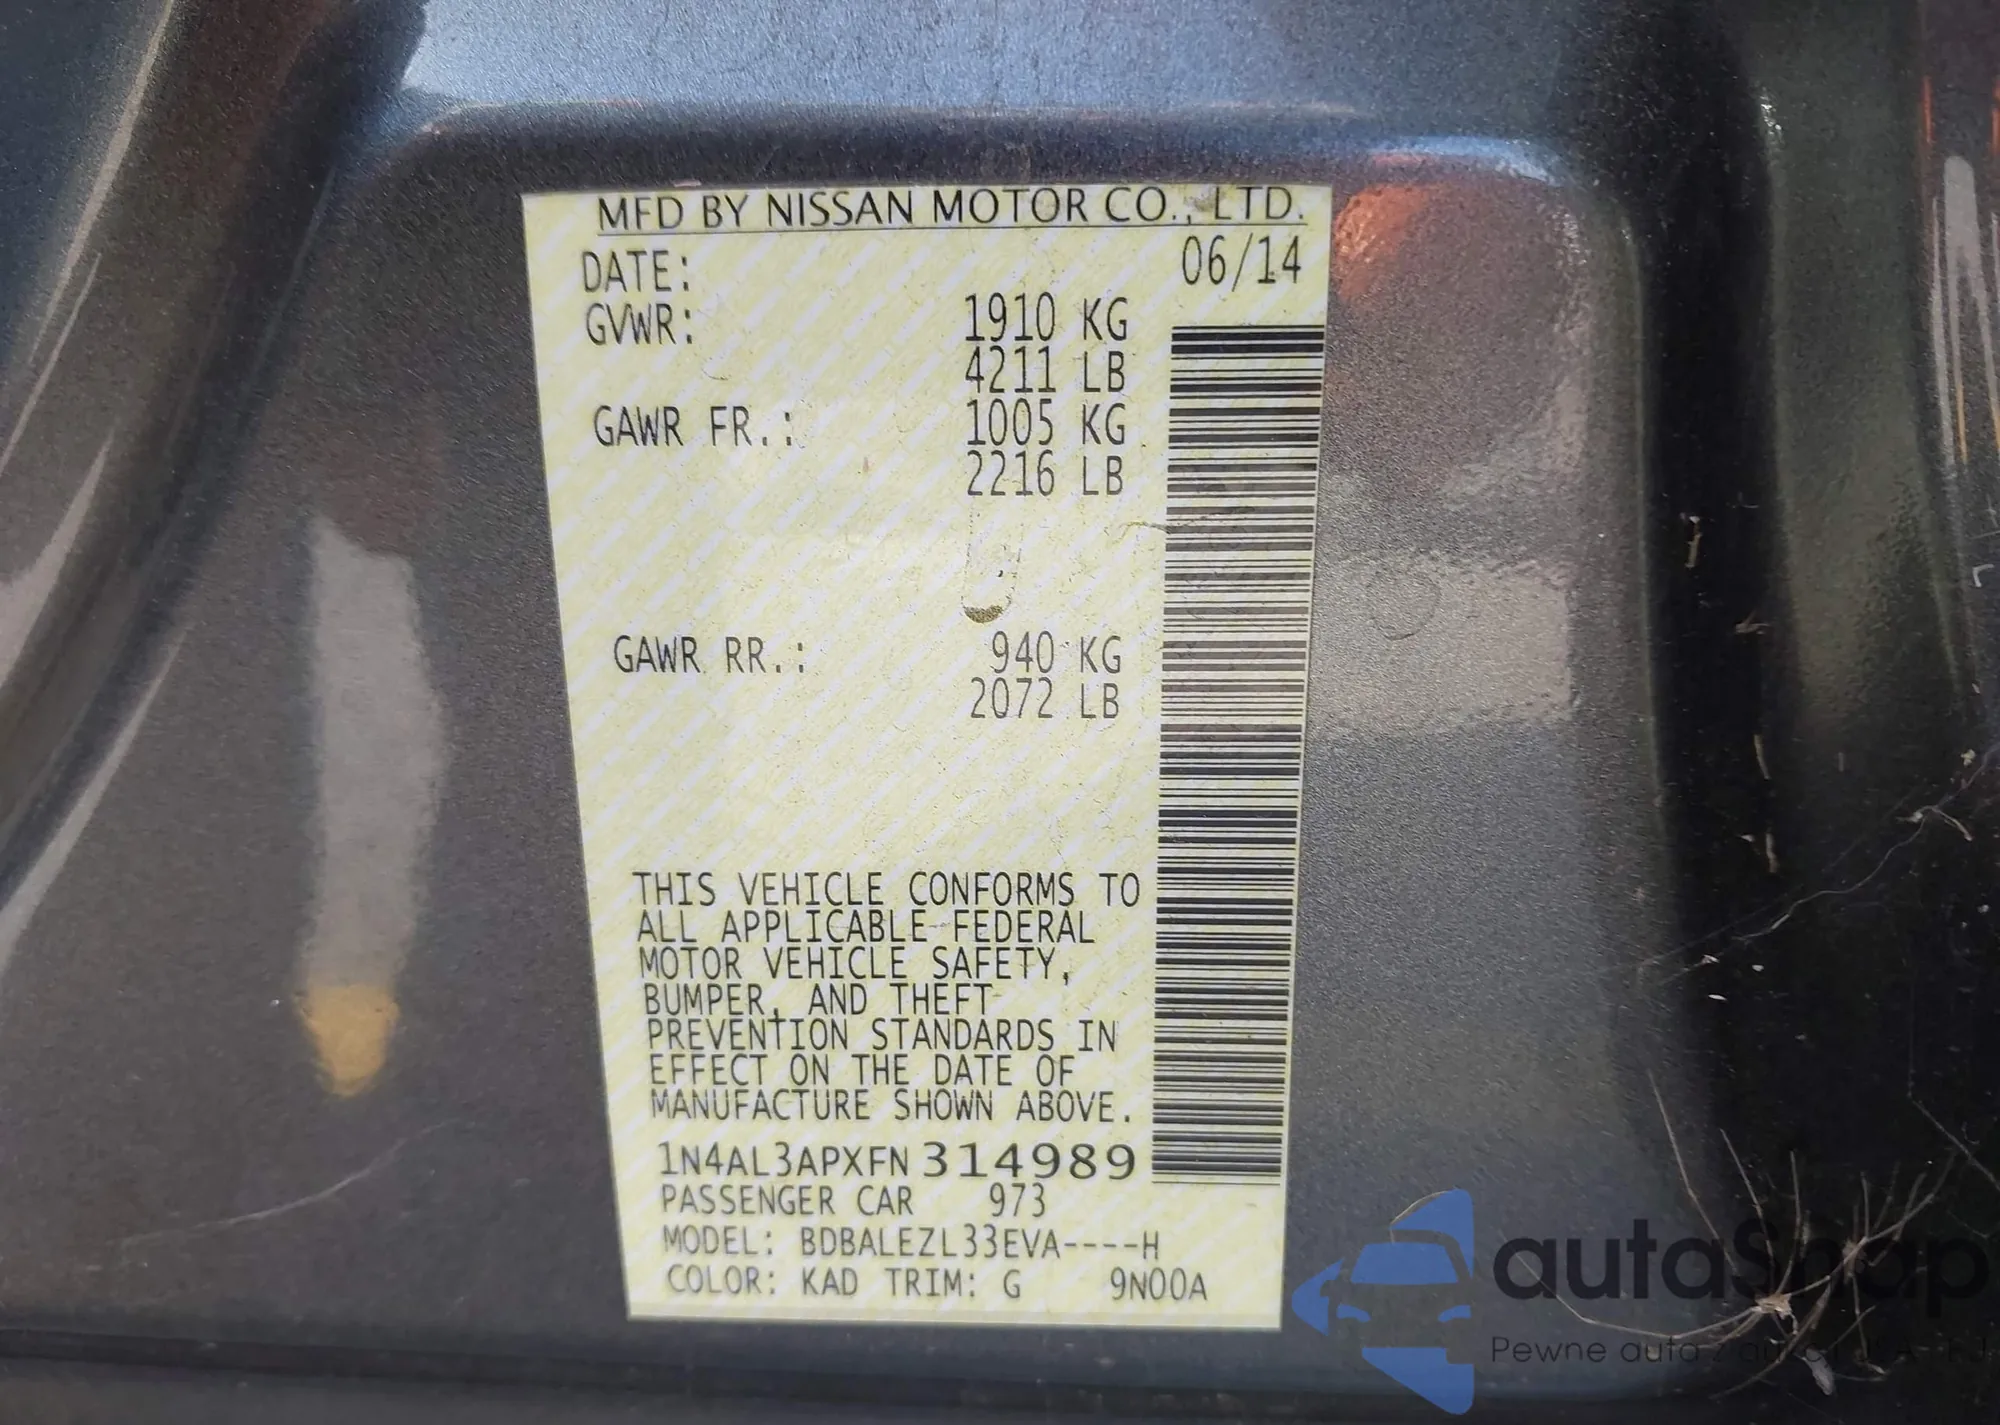 MFD BY NISSAN MOTOR CO., LTD.
DATE: 06/14
GVWR: 1910 KG
4211 LB
GAWR FR.: 1005 KG
2216 LB
GAWR RR.: 940 KG
2072 LB
THIS VEHICLE CONFORMS TO
ALL APPLICABLE FEDERAL
MOTOR VEHICLE SAFETY,
BUMPER, AND THEFT
PREVENTION STANDARDS IN
EFFECT ON THE DATE OF
MANUFACTURE SHOWN ABOVE.
1N4AL3APXFN314989
PASSENGER CAR 973
MODEL: BDBALEZL33EVA----H
COLOR: KAD TRIM: G 9N00A
autaSnap
Pewne auta z